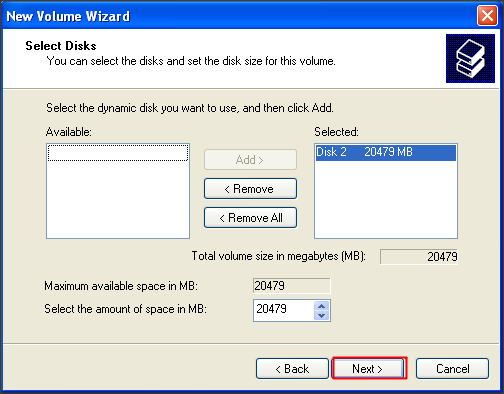 New Volume Wizard
Select Disks
You can select the disks and set the disk size for this volume.
Select the dynamic disk you want to use, and then click Add.
Available: Selected:
Add > Disk 2 20479 MB
< Remove
< Remove All
Total volume size in megabytes (MB): 20479
Maximum available space in MB: 20479
Select the amount of space in MB: 20479
< Back Next > Cancel